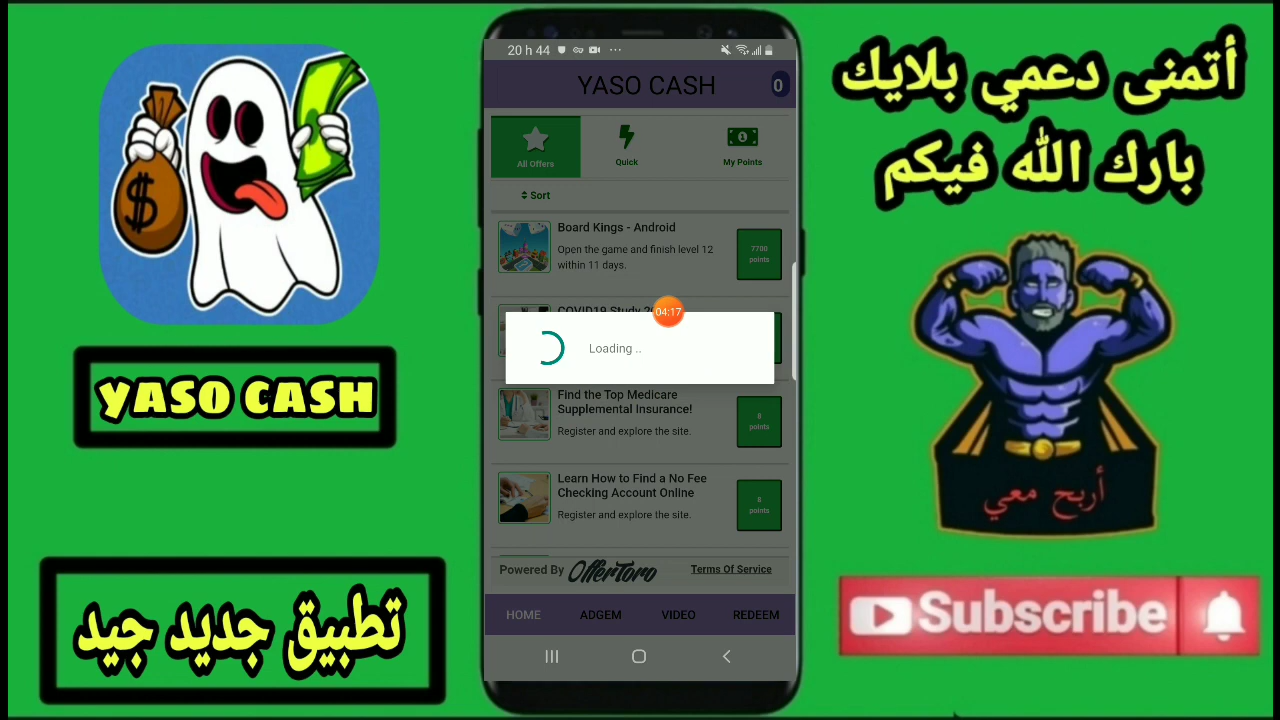 أتمنى دعمي بلايك
بارك الله فيكم
20 h 44
YASO CASH
0
All Offers
Quick
My Points
Sort
Board Kings - Android
Open the game and finish level 12
within 11 days.
7700
points
COVID19 Study
04:17
Loading ..
Find the Top Medicare
Supplemental Insurance!
Register and explore the site.
8
points
Learn How to Find a No Fee
Checking Account Online
Register and explore the site.
8
points
Powered By OfferToro
Terms Of Service
HOME
ADGEM
VIDEO
REDEEM
$
YASO CASH
تطبيق جديد جيد
أربح معي
Subscribe